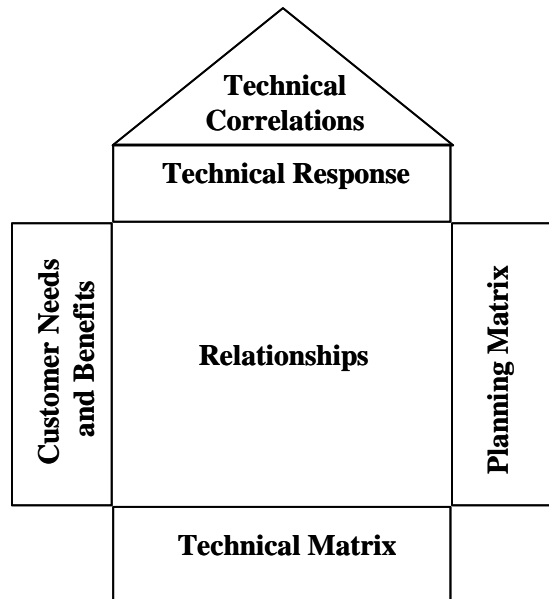 Technical
Correlations
Technical Response
Customer Needs
and Benefits
Relationships
Planning Matrix
Technical Matrix